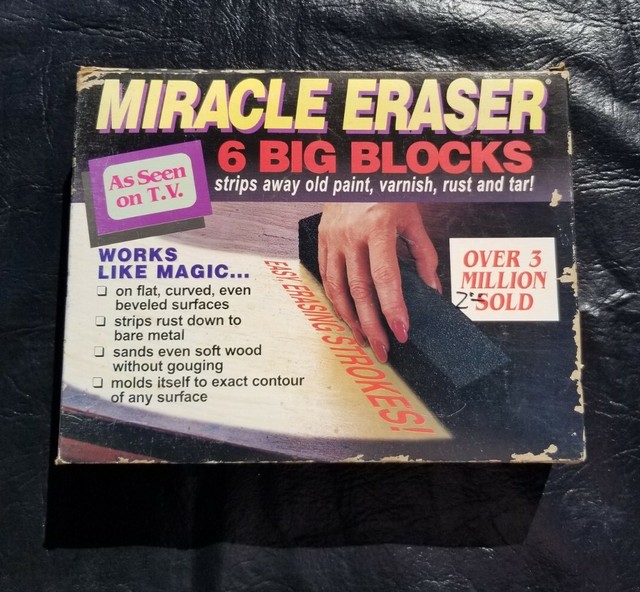 MIRACLE ERASER®
6 BIG BLOCKS
strips away old paint, varnish, rust and tar!
As Seen
on T.V.
WORKS
LIKE MAGIC...
❑ on flat, curved, even
beveled surfaces
❑ strips rust down to
bare metal
❑ sands even soft wood
without gouging
❑ molds itself to exact contour
of any surface
EASY, ERASING STROKES!
OVER 3
MILLION
SOLD